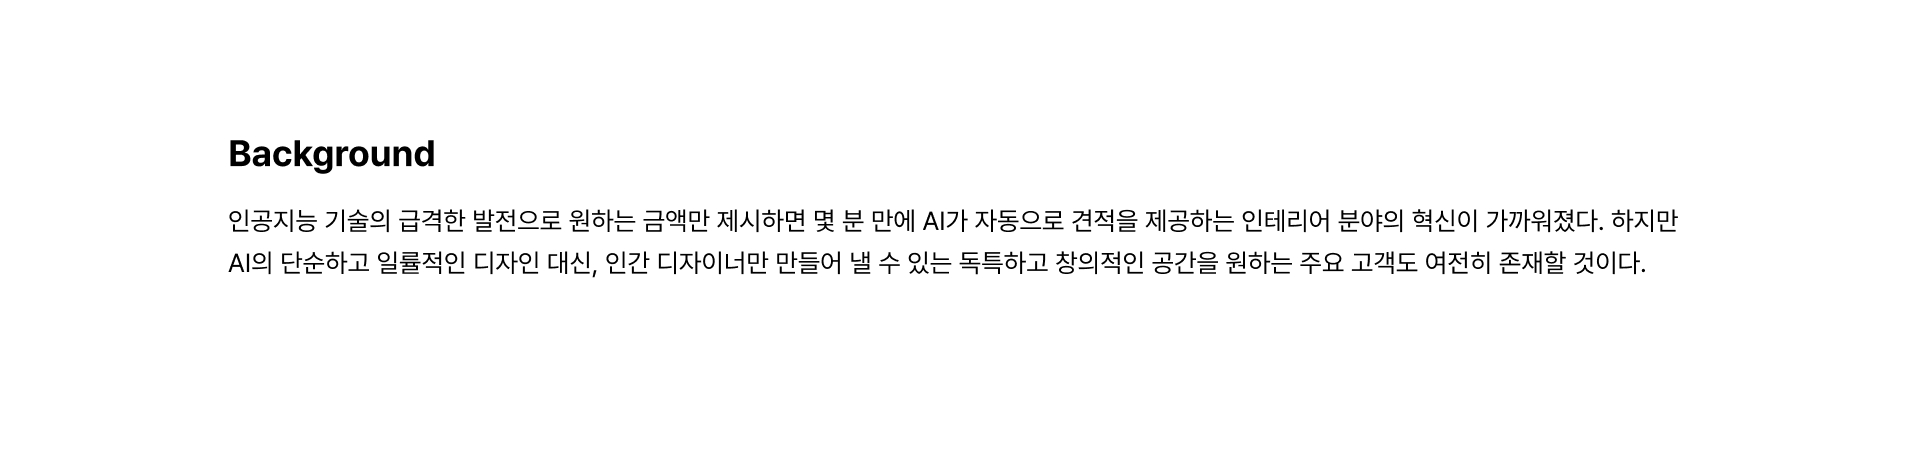 Background
인공지능 기술의 급격한 발전으로 원하는 금액만 제시하면 몇 분 만에 AI가 자동으로 견적을 제공하는 인테리어 분야의 혁신이 가까워졌다. 하지만
AI의 단순하고 일률적인 디자인 대신, 인간 디자이너만 만들어 낼 수 있는 독특하고 창의적인 공간을 원하는 주요 고객도 여전히 존재할 것이다.